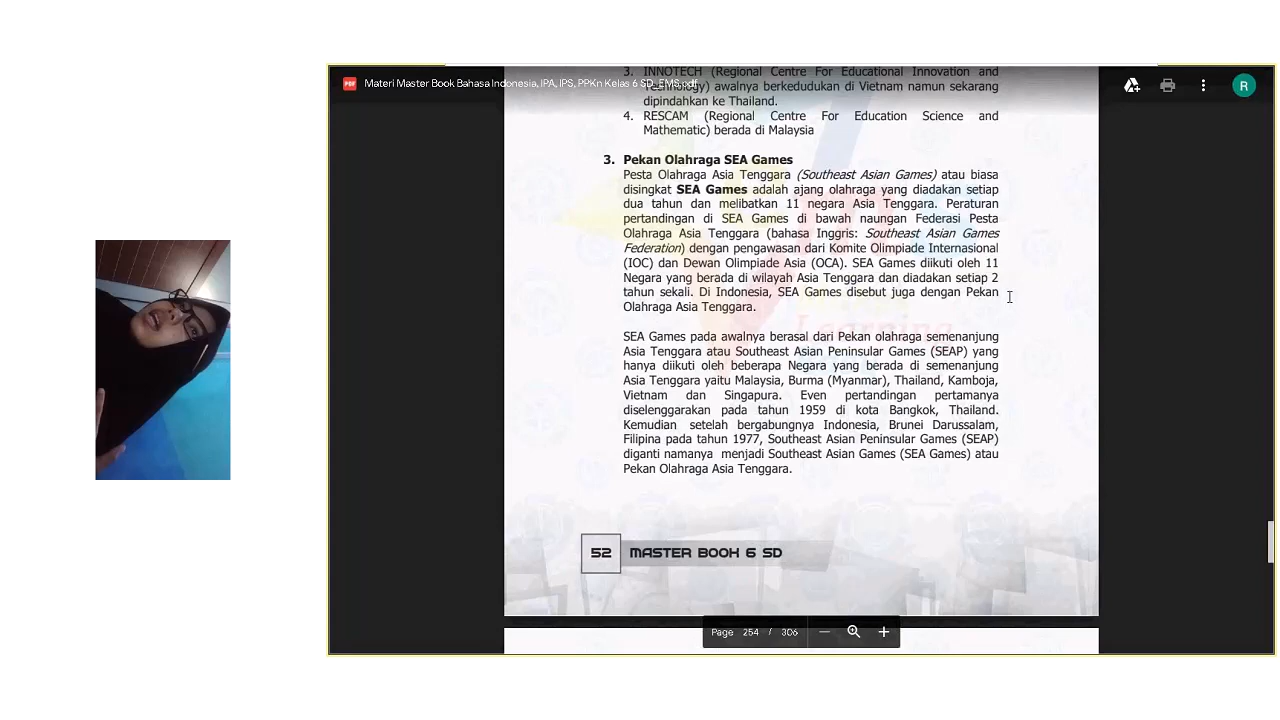 3. INNOTECH (Regional Centre For Educational Innovation and
Materi Master Book Bahasa Indonesia, IPA, IPS, PPKn Kelas 6 SD_EMS.pdf
awalnya berkedudukan di Vietnam namun sekarang
R
dipindahkan ke Thailand.
4. RESCAM (Regional Centre For Education Science and
Mathematic) berada di Malaysia
3. Pekan Olahraga SEA Games
Pesta Olahraga Asia Tenggara (Southeast Asian Games) atau biasa
disingkat SEA Games adalah ajang olahraga yang diadakan setiap
dua tahun dan melibatkan 11 negara Asia Tenggara. Peraturan
pertandingan di SEA Games di bawah naungan Federasi Pesta
Olahraga Asia Tenggara (bahasa Inggris: Southeast Asian Games
Federation) dengan pengawasan dari Komite Olimpiade Internasional
(IOC) dan Dewan Olimpiade Asia (OCA). SEA Games diikuti oleh 11
Negara yang berada di wilayah Asia Tenggara dan diadakan setiap 2
tahun sekali. Di Indonesia, SEA Games disebut juga dengan Pekan
Olahraga Asia Tenggara.
Learning
SEA Games pada awalnya berasal dari Pekan olahraga semenanjung
Asia Tenggara atau Southeast Asian Peninsular Games (SEAP) yang
hanya diikuti oleh beberapa Negara yang berada di semenanjung
Asia Tenggara yaitu Malaysia, Burma (Myanmar), Thailand, Kamboja,
Vietnam dan Singapura. Even pertandingan pertamanya
diselenggarakan pada tahun 1959 di kota Bangkok, Thailand.
Kemudian setelah bergabungnya Indonesia, Brunei Darussalam,
Filipina pada tahun 1977, Southeast Asian Peninsular Games (SEAP)
diganti namanya menjadi Southeast Asian Games (SEA Games) atau
Pekan Olahraga Asia Tenggara.
52 MASTER BOOK 6 SD
Page 254 / 306